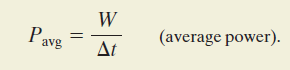 P_avg = W/Δt (average power).